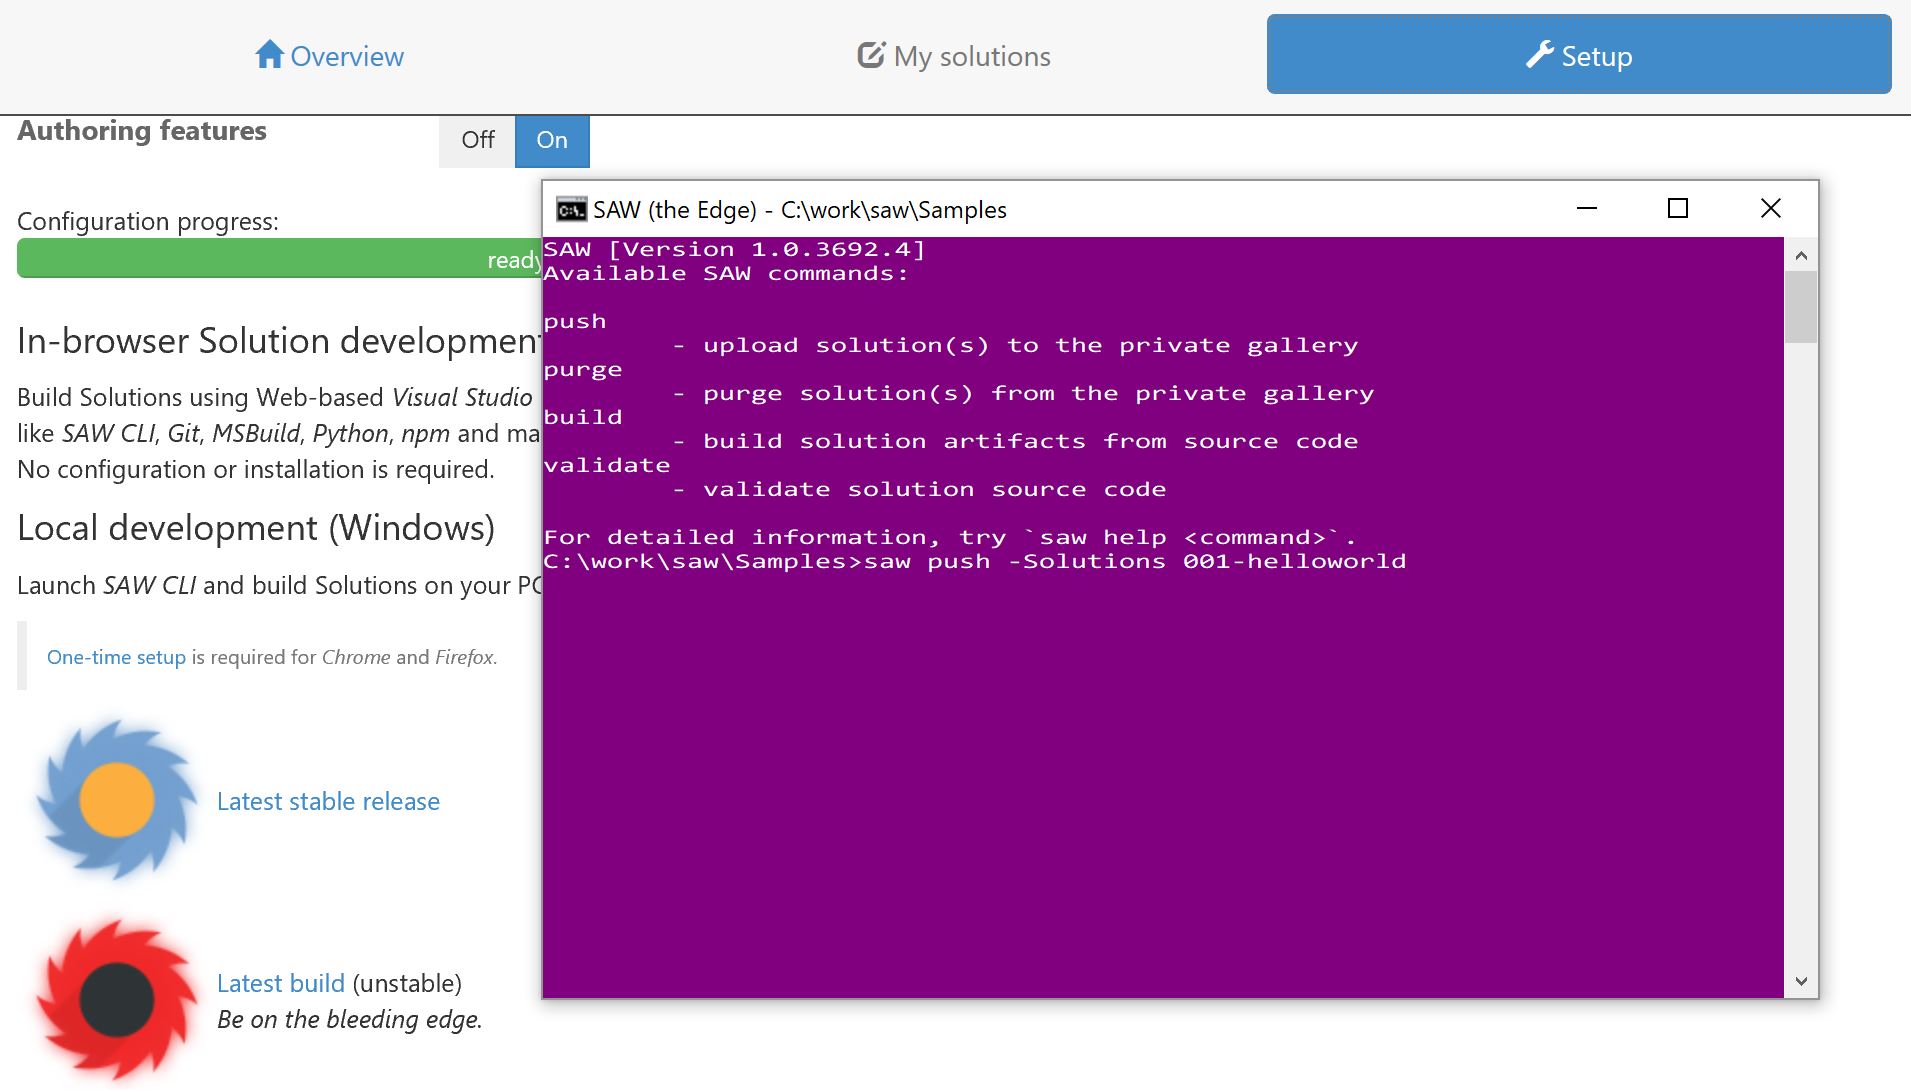 Overview
My solutions
Setup
Authoring features
Off
On
Configuration progress:
ready
In-browser Solution development
Build Solutions using Web-based Visual Studio
like SAW CLI, Git, MSBuild, Python, npm and ma
No configuration or installation is required.
Local development (Windows)
Launch SAW CLI and build Solutions on your PC
One-time setup is required for Chrome and Firefox.
Latest stable release
Latest build (unstable)
Be on the bleeding edge.
C:\.
SAW (the Edge) - C:\work\saw\Samples
SAW [Version 1.0.3692.4]
Available SAW commands:
push
- upload solution(s) to the private gallery
purge
- purge solution(s) from the private gallery
build
- build solution artifacts from source code
validate
- validate solution source code
For detailed information, try `saw help <command>`.
C:\work\saw\Samples>saw push -Solutions 001-helloworld